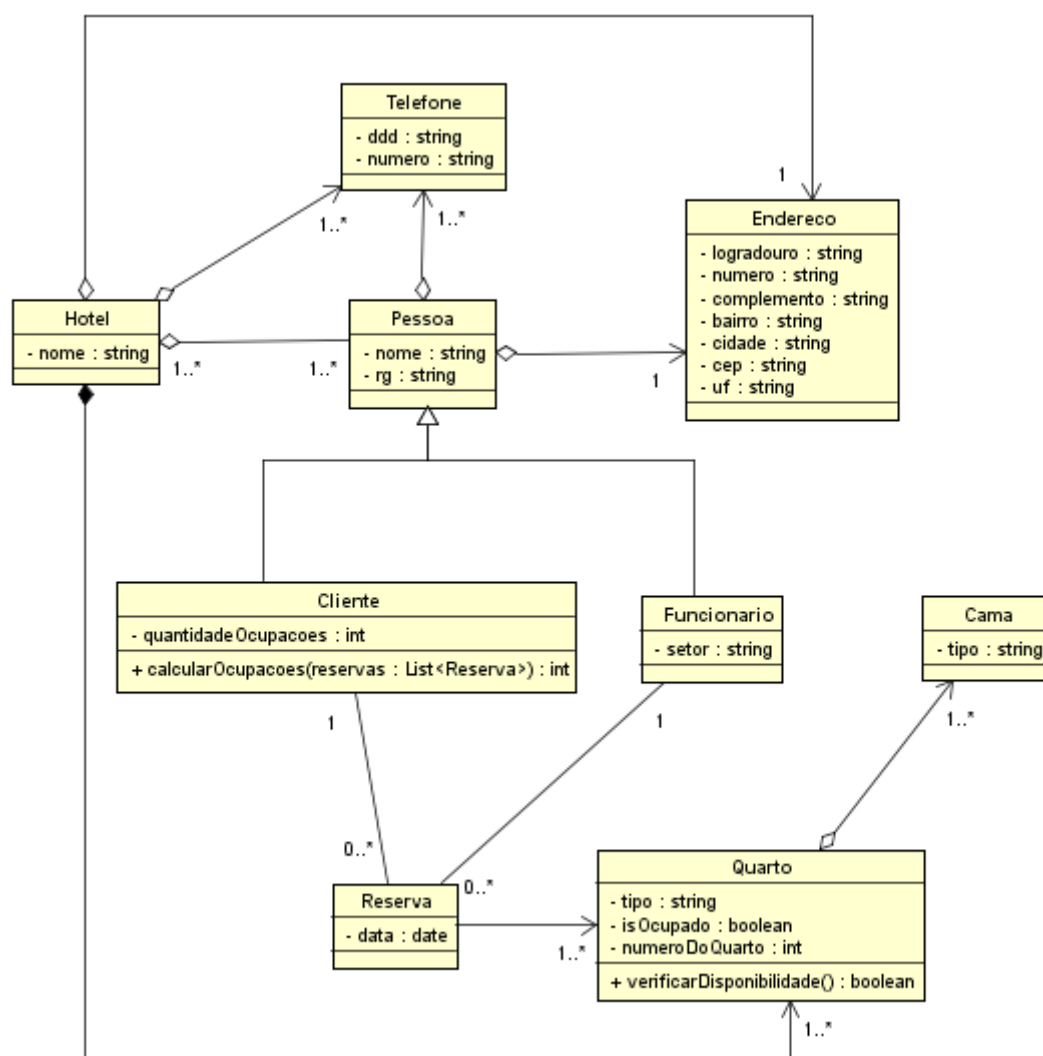 Telefone
- ddd : string
- numero : string
1..*
1..*
1
Endereco
- logradouro : string
- numero : string
- complemento : string
- bairro : string
- cidade : string
- cep : string
- uf : string
Hotel
- nome : string
1..*
1..*
Pessoa
- nome : string
- rg : string
1
Cliente
- quantidadeOcupacoes : int
+ calcularOcupacoes(reservas : List<Reserva>) : int
Funcionario
- setor : string
Cama
- tipo : string
1
1
1..*
0..*
0..*
Reserva
- data : date
1..*
Quarto
- tipo : string
- isOcupado : boolean
- numeroDoQuarto : int
+ verificarDisponibilidade() : boolean
1..*